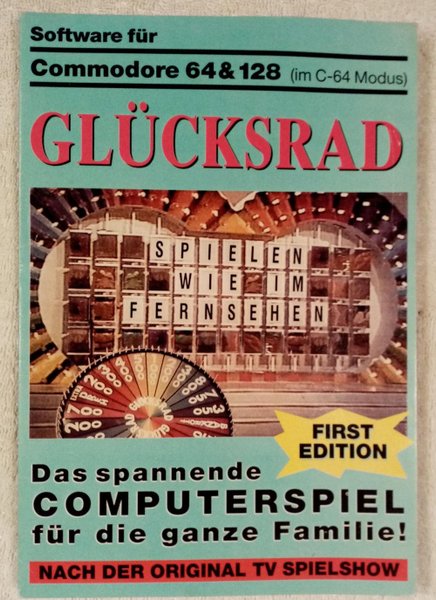 Software für
Commodore 64 & 128 (im C-64 Modus)
GLÜCKSRAD
SPIELEN
WIE IM
FERNSEHEN
FIRST
EDITION
Das spannende
COMPUTERSPIEL
für die ganze Familie!
NACH DER ORIGINAL TV SPIELSHOW